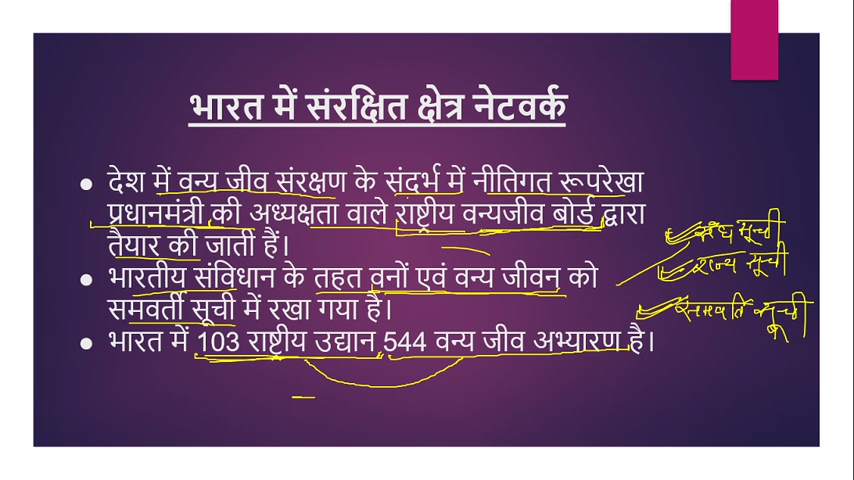 भारत में संरक्षित क्षेत्र नेटवर्क
देश में वन्य जीव संरक्षण के संदर्भ में नीतिगत रूपरेखा
प्रधानमंत्री की अध्यक्षता वाले राष्ट्रीय वन्यजीव बोर्ड द्वारा
तैयार की जाती हैं।
भारतीय संविधान के तहत वनों एवं वन्य जीवन को
समवर्ती सूची में रखा गया है।
भारत में 103 राष्ट्रीय उद्यान 544 वन्य जीव अभ्यारण है।
संघ सूची
राज्य सूची
समवर्ति सूची